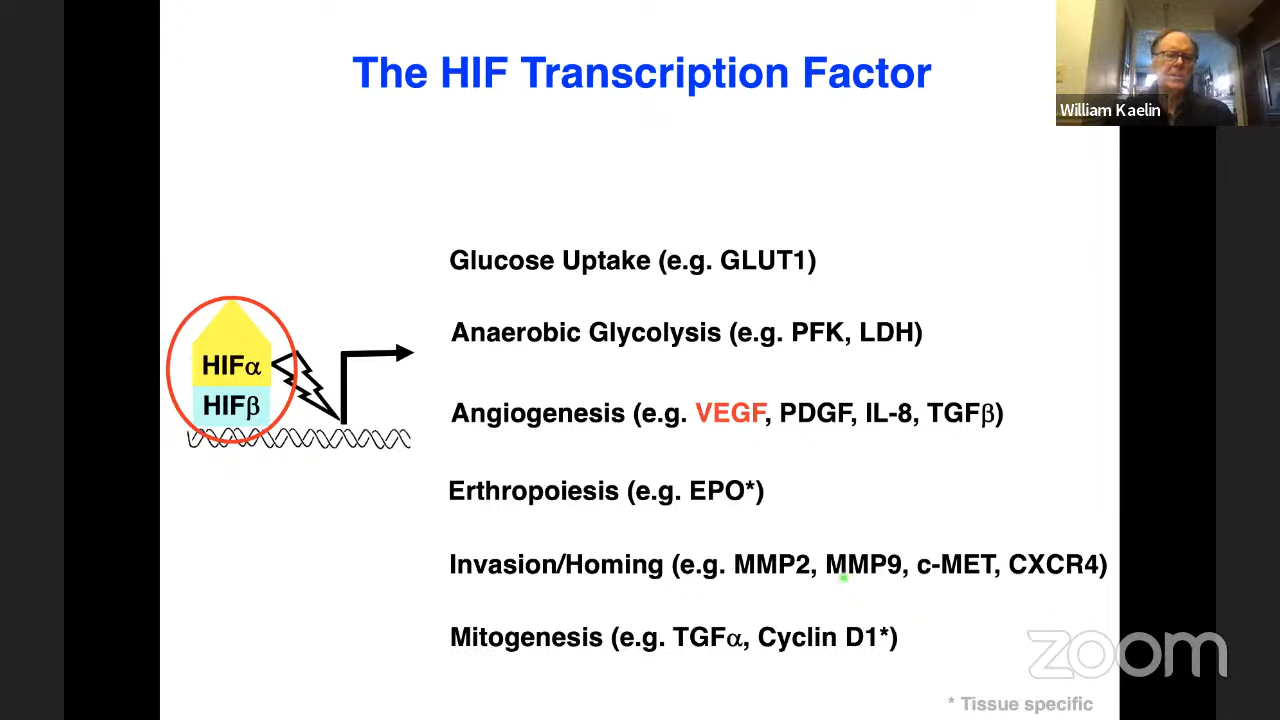 The HIF Transcription Factor
William Kaelin
Glucose Uptake (e.g. GLUT1)
Anaerobic Glycolysis (e.g. PFK, LDH)
HIFα
HIFβ
Angiogenesis (e.g. VEGF, PDGF, IL-8, TGFβ)
Erthropoiesis (e.g. EPO*)
Invasion/Homing (e.g. MMP2, MMP9, c-MET, CXCR4)
Mitogenesis (e.g. TGFα, Cyclin D1*)
zoom
* Tissue specific